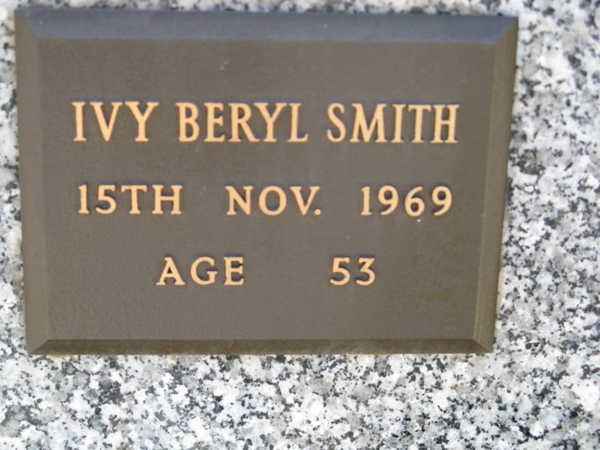 IVY BERYL SMITH
15TH NOV. 1969
AGE 53